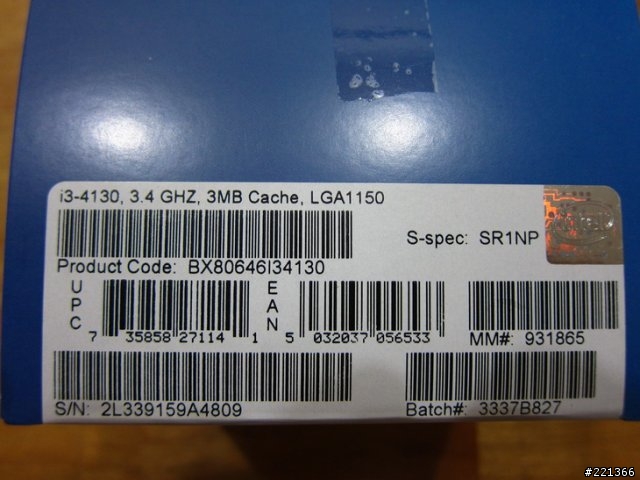 i3-4130, 3.4 GHZ, 3MB Cache, LGA1150
S-spec: SR1NP
Product Code: BX80646I34130
UPC
7 35858 27114 1
EAN
5 032037 056533
MM#: 931865
S/N: 2L339159A4809
Batch#: 3337B827
#221366